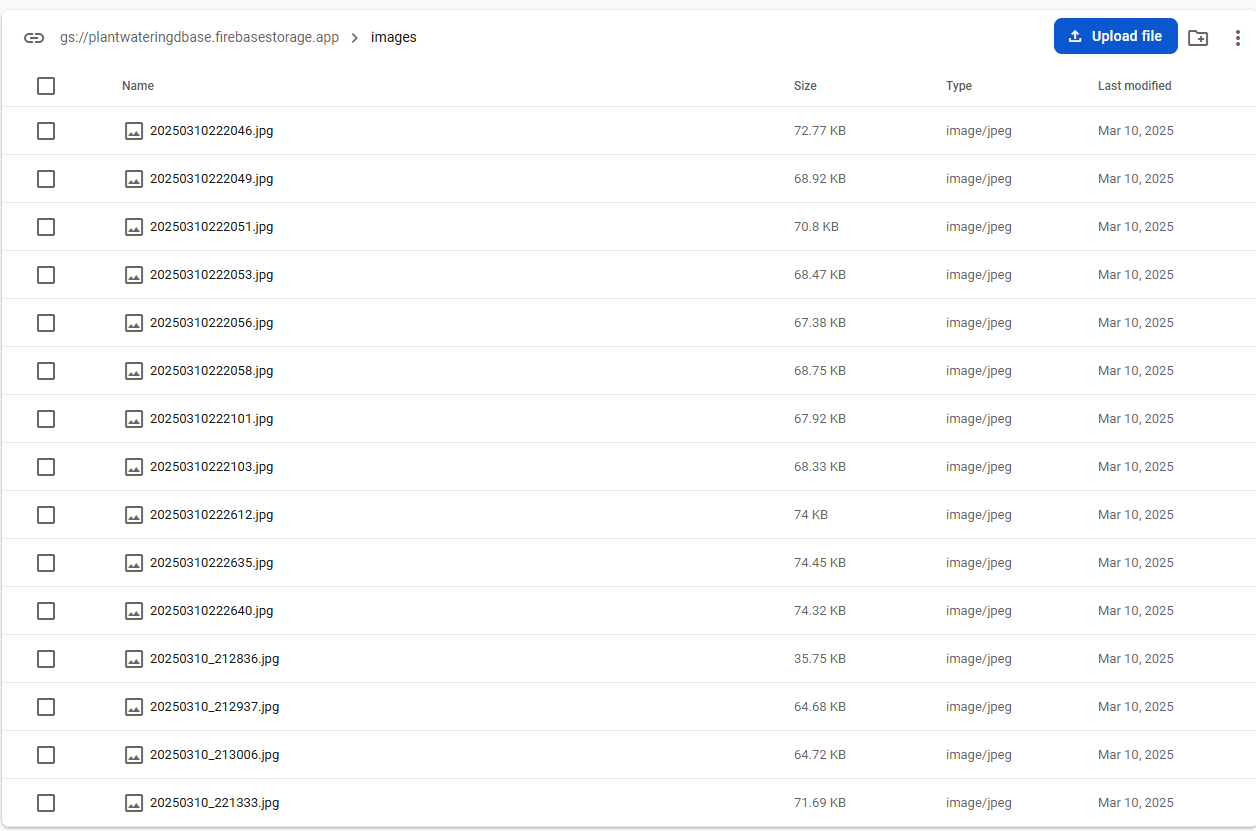 gs://plantwateringdbase.firebasestorage.app > images Upload file
Name Size Type Last modified
20250310222046.jpg 72.77 KB image/jpeg Mar 10, 2025
20250310222049.jpg 68.92 KB image/jpeg Mar 10, 2025
20250310222051.jpg 70.8 KB image/jpeg Mar 10, 2025
20250310222053.jpg 68.47 KB image/jpeg Mar 10, 2025
20250310222056.jpg 67.38 KB image/jpeg Mar 10, 2025
20250310222058.jpg 68.75 KB image/jpeg Mar 10, 2025
20250310222101.jpg 67.92 KB image/jpeg Mar 10, 2025
20250310222103.jpg 68.33 KB image/jpeg Mar 10, 2025
20250310222612.jpg 74 KB image/jpeg Mar 10, 2025
20250310222635.jpg 74.45 KB image/jpeg Mar 10, 2025
20250310222640.jpg 74.32 KB image/jpeg Mar 10, 2025
20250310_212836.jpg 35.75 KB image/jpeg Mar 10, 2025
20250310_212937.jpg 64.68 KB image/jpeg Mar 10, 2025
20250310_213006.jpg 64.72 KB image/jpeg Mar 10, 2025
20250310_221333.jpg 71.69 KB image/jpeg Mar 10, 2025